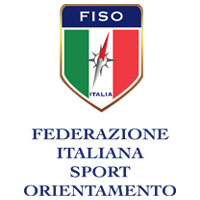 FISO
ITALIA
FEDERAZIONE
ITALIANA
SPORT
ORIENTAMENTO